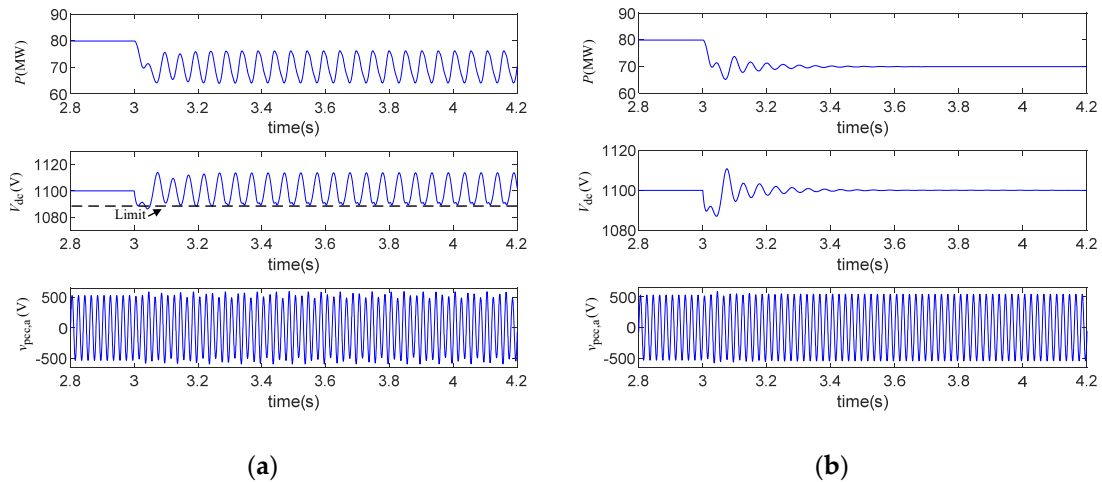 90
80
70
60
P(MW)
2.8 3 3.2 3.4 3.6 3.8 4 4.2
time(s)
1120
1100
1080
Vdc(V)
Limit
2.8 3 3.2 3.4 3.6 3.8 4 4.2
time(s)
500
0
-500
vpcc,a (V)
2.8 3 3.2 3.4 3.6 3.8 4 4.2
time(s)
(a)
90
80
70
60
P(MW)
2.8 3 3.2 3.4 3.6 3.8 4 4.2
time(s)
1120
1100
1080
Vdc(V)
2.8 3 3.2 3.4 3.6 3.8 4 4.2
time(s)
500
0
-500
vpcc,a (V)
2.8 3 3.2 3.4 3.6 3.8 4 4.2
time(s)
(b)